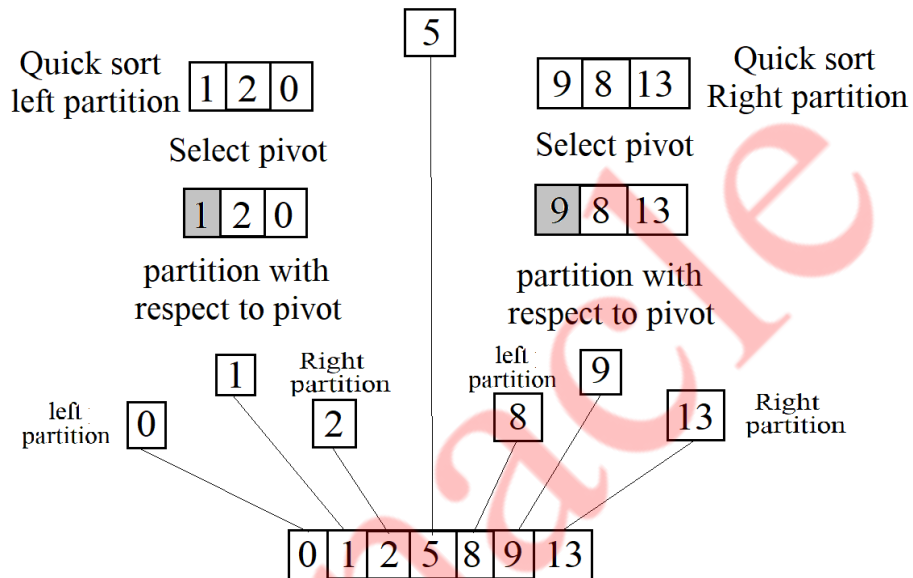 5
Quick sort
left partition
1 2 0
9 8 13
Quick sort
Right partition
Select pivot
Select pivot
1 2 0
9 8 13
partition with
respect to pivot
partition with
respect to pivot
left
partition
0
1
Right
partition
2
left
partition
8
9
13
Right
partition
0 1 2 5 8 9 13
nacle